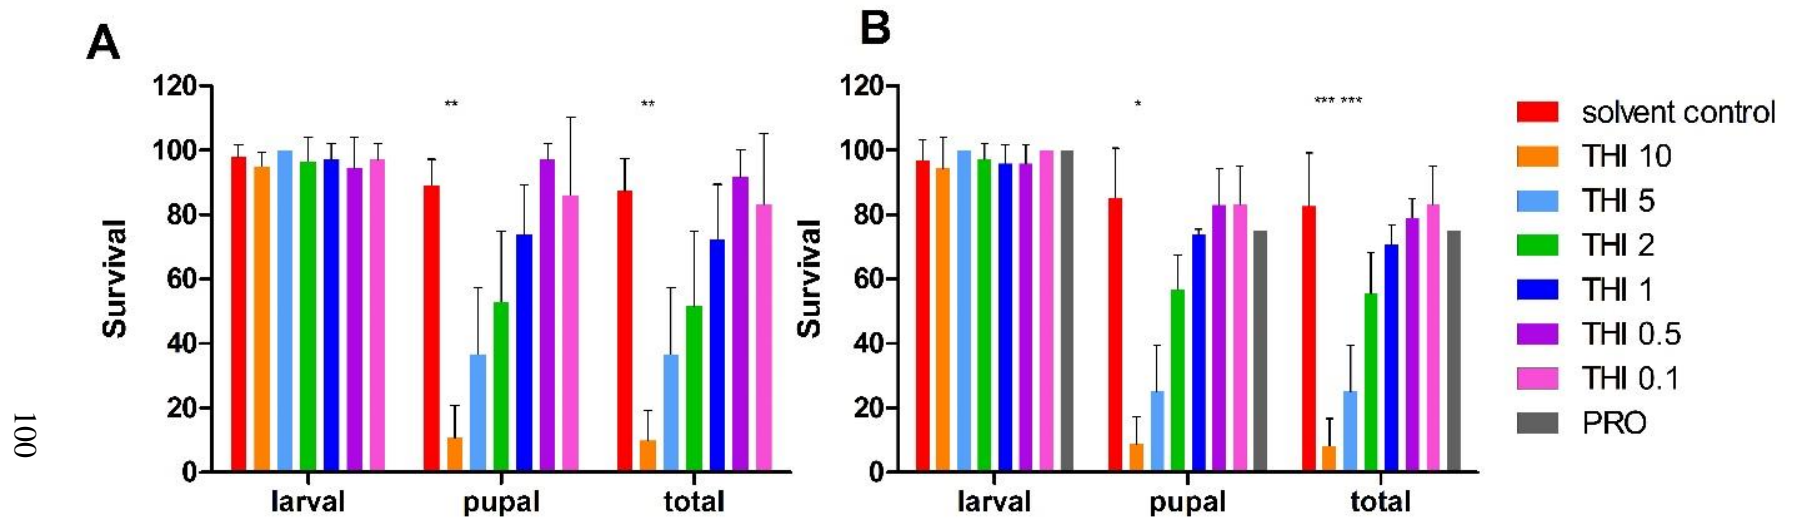 A
120
100
80
60
40
20
0
Survival
** **
larval pupal total
B
120
100
80
60
40
20
0
Survival
* *** ***
larval pupal total
solvent control
THI 10
THI 5
THI 2
THI 1
THI 0.5
THI 0.1
PRO
100